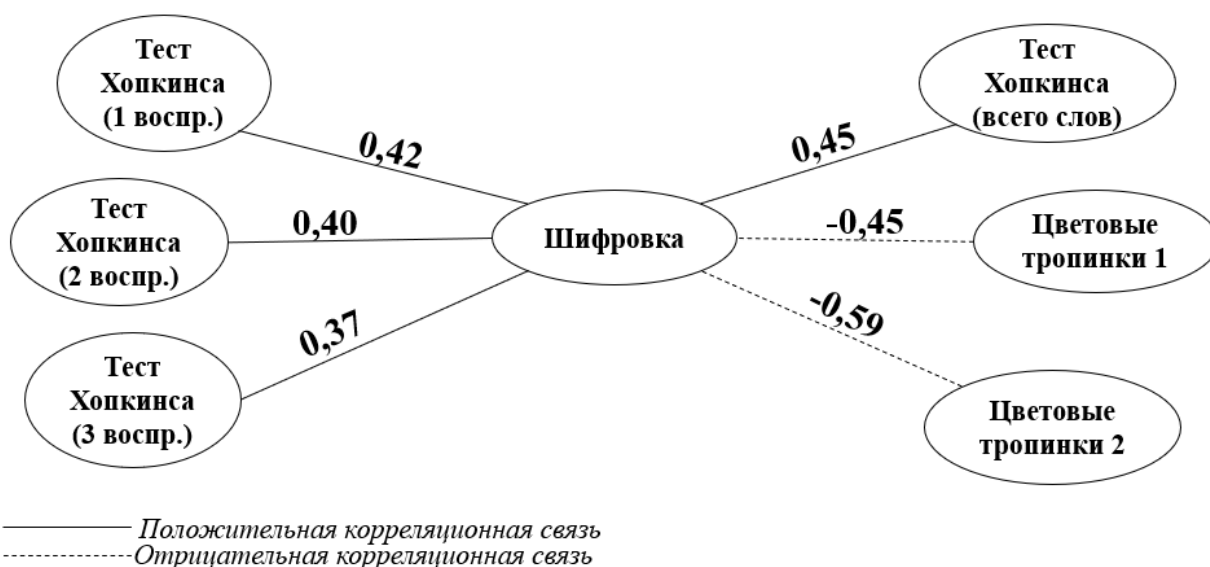 Тест
Хопкинса
(1 воспр.)
0,42
Тест
Хопкинса
(2 воспр.)
0,40
Тест
Хопкинса
(3 воспр.)
0,37
Шифровка
Тест
Хопкинса
(всего слов)
0,45
Цветовые
тропинки 1
-0,45
Цветовые
тропинки 2
-0,59
Положительная корреляционная связь
Отрицательная корреляционная связь